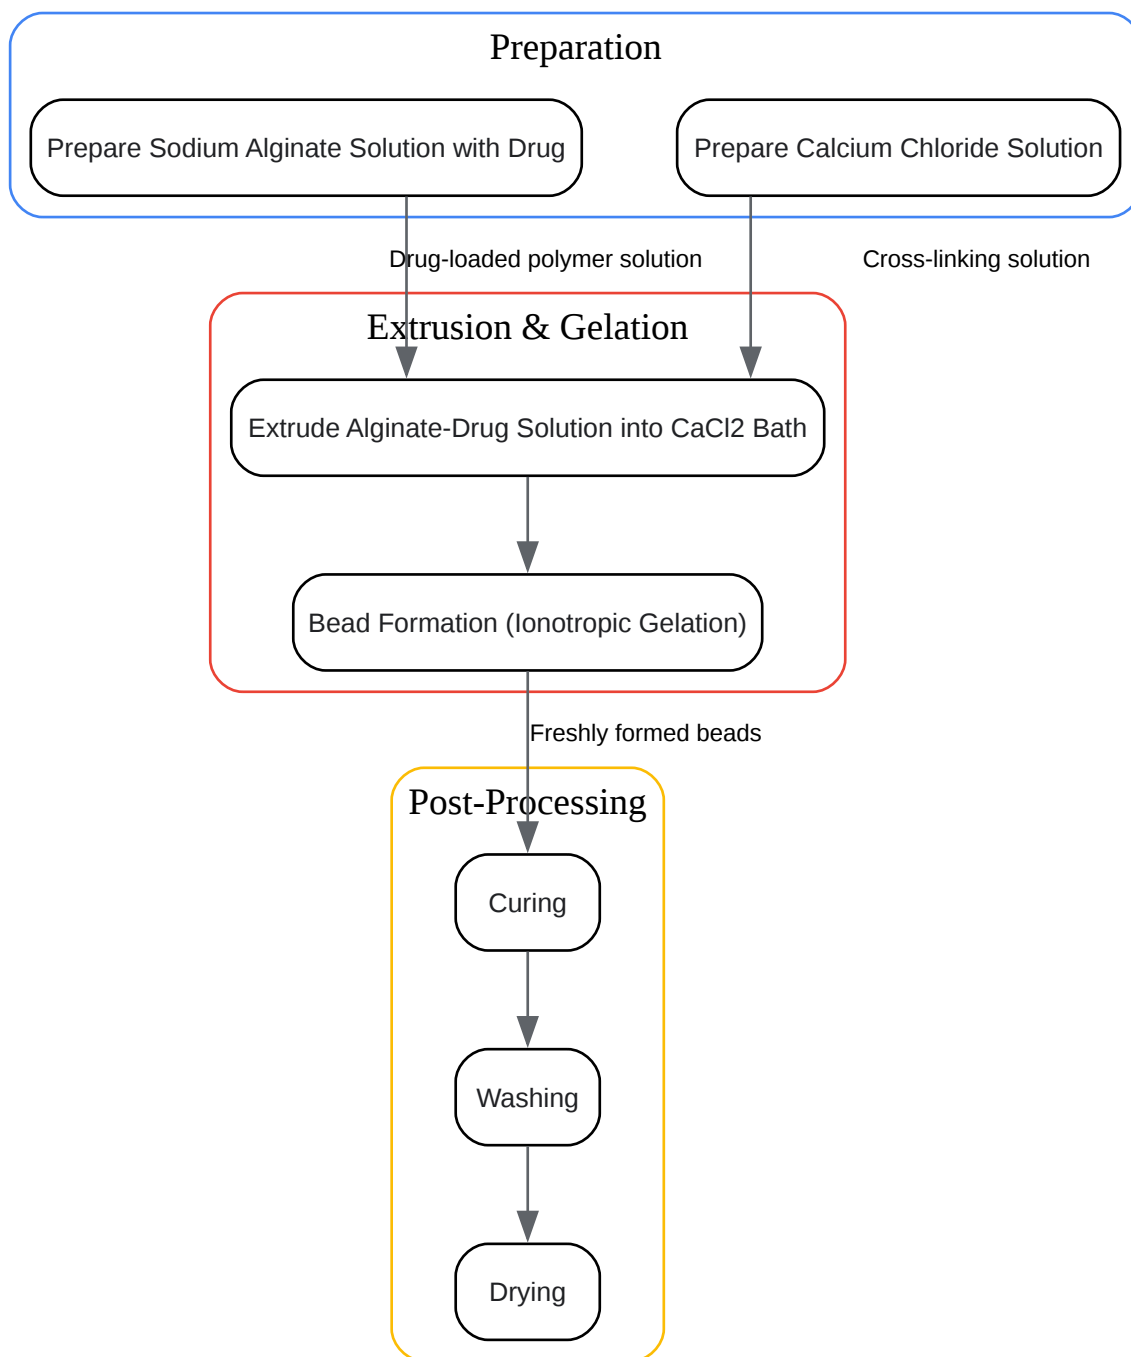 Preparation
Prepare Sodium Alginate Solution with Drug
Prepare Calcium Chloride Solution
Drug-loaded polymer solution
Cross-linking solution
Extrusion & Gelation
Extrude Alginate-Drug Solution into CaCl2 Bath
Bead Formation (Ionotropic Gelation)
Freshly formed beads
Post-Processing
Curing
Washing
Drying